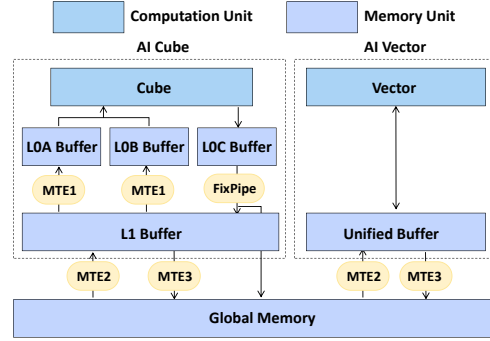 Computation Unit
Memory Unit
AI Cube
AI Vector
Cube
Vector
L0A Buffer
L0B Buffer
L0C Buffer
MTE1
MTE1
FixPipe
L1 Buffer
Unified Buffer
MTE2
MTE3
MTE2
MTE3
Global Memory